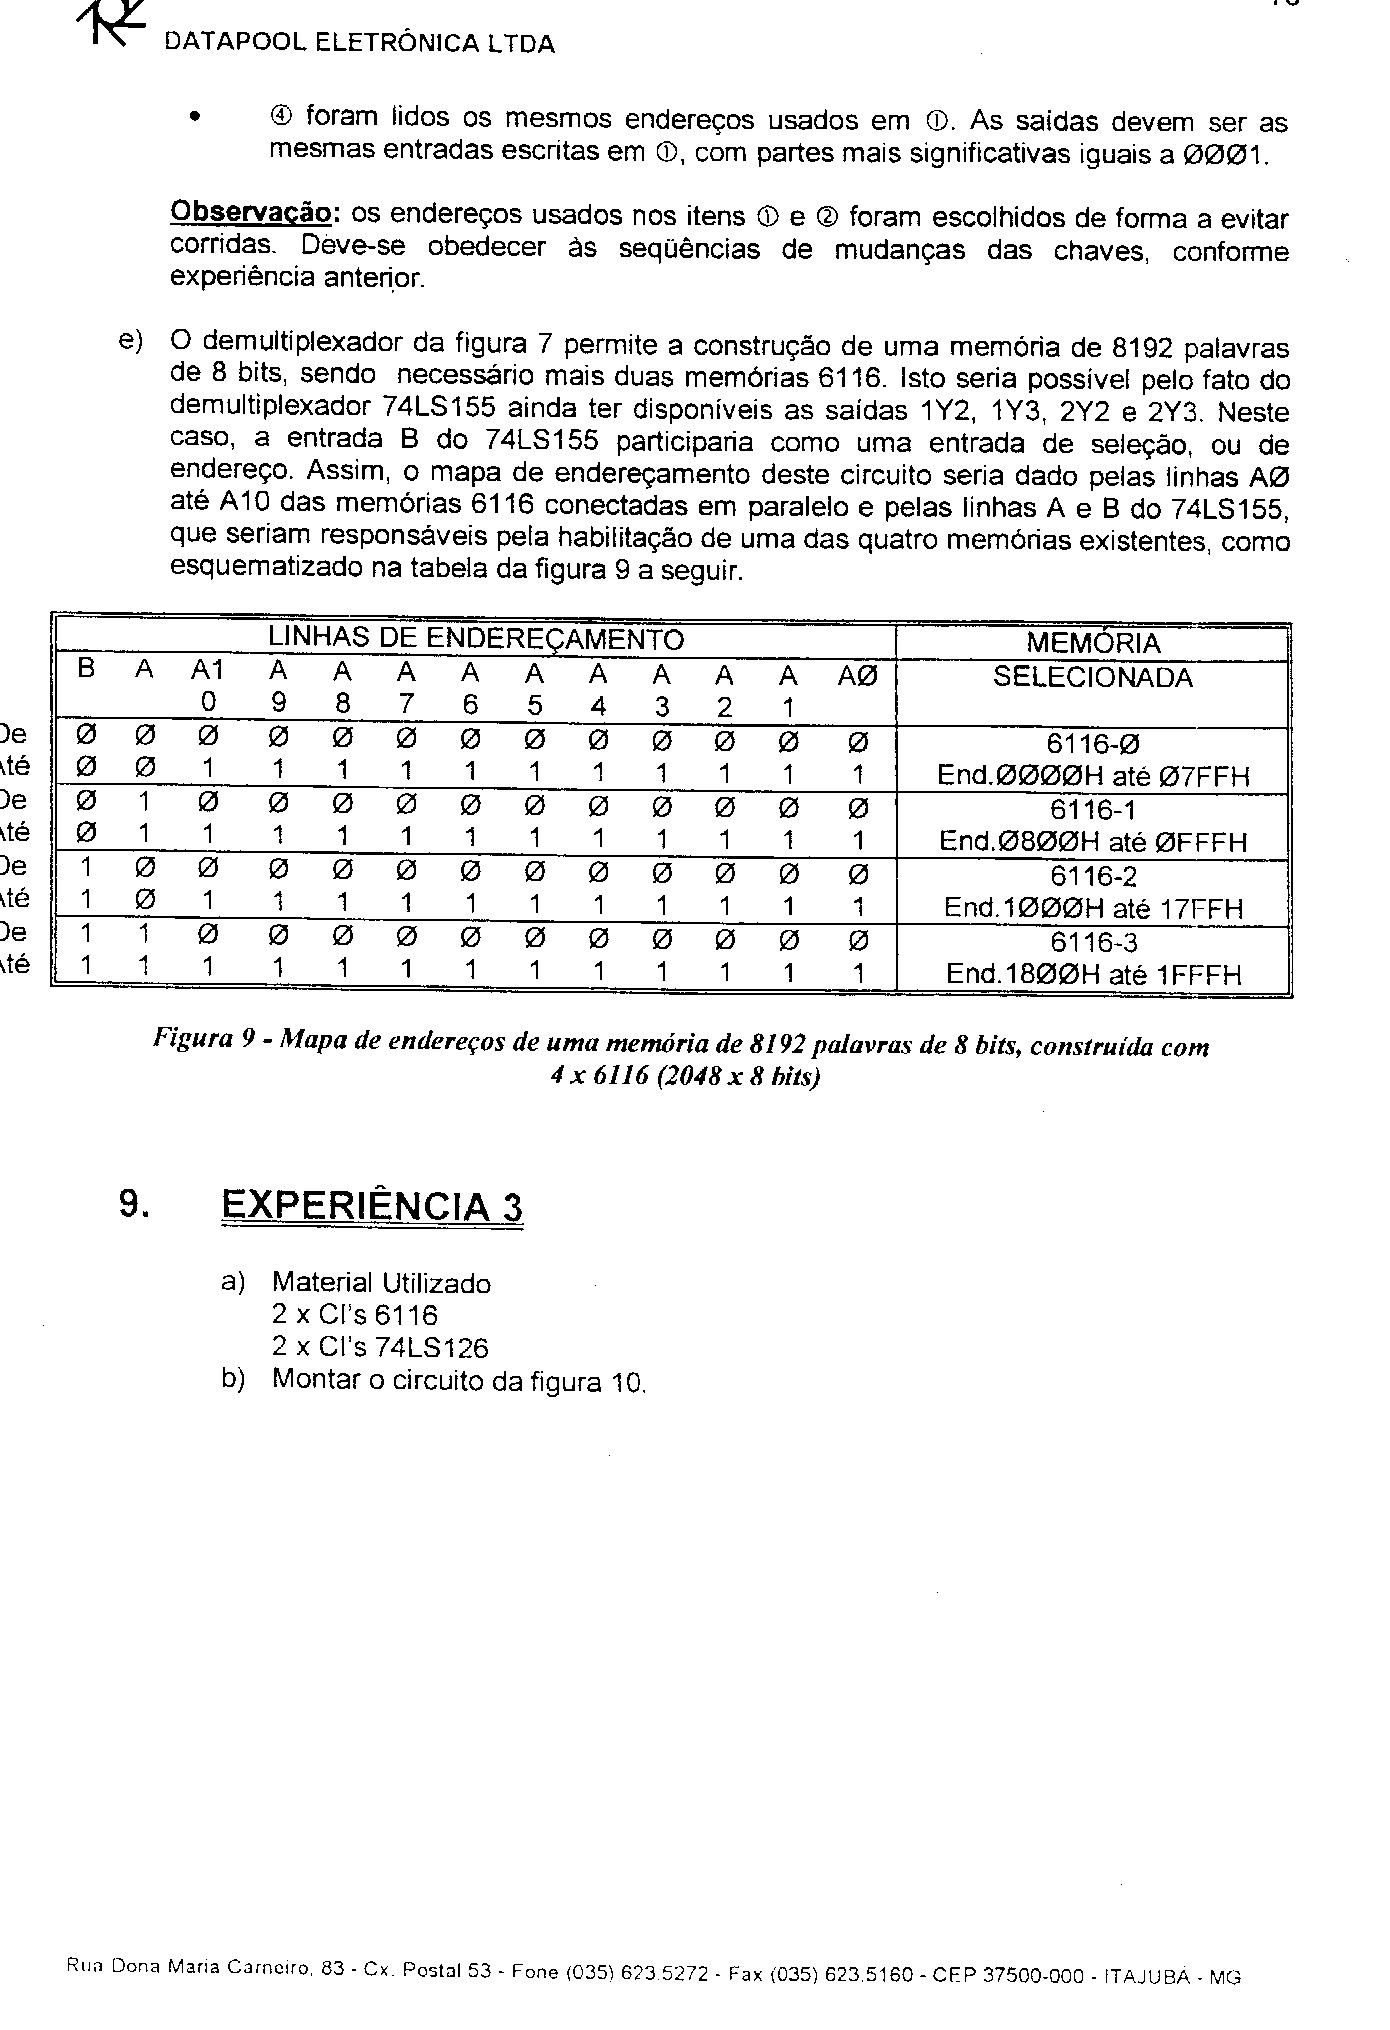 DATAPOOL ELETRÔNICA LTDA
• ④ foram lidos os mesmos endereços usados em ①. As saídas devem ser as
mesmas entradas escritas em ①, com partes mais significativas iguais a ØØØ1.
Observação: os endereços usados nos itens ① e ② foram escolhidos de forma a evitar
corridas. Deve-se obedecer às seqüências de mudanças das chaves, conforme
experiência anterior.
e) O demultiplexador da figura 7 permite a construção de uma memória de 8192 palavras
de 8 bits, sendo necessário mais duas memórias 6116. Isto seria possível pelo fato do
demultiplexador 74LS155 ainda ter disponíveis as saídas 1Y2, 1Y3, 2Y2 e 2Y3. Neste
caso, a entrada B do 74LS155 participaria como uma entrada de seleção, ou de
endereço. Assim, o mapa de endereçamento deste circuito seria dado pelas linhas AØ
até A10 das memórias 6116 conectadas em paralelo e pelas linhas A e B do 74LS155,
que seriam responsáveis pela habilitação de uma das quatro memórias existentes, como
esquematizado na tabela da figura 9 a seguir.
LINHAS DE ENDEREÇAMENTO MEMÓRIA
B A A1 A A A A A A A A A AØ SELECIONADA
0 9 8 7 6 5 4 3 2 1
De Ø Ø Ø Ø Ø Ø Ø Ø Ø Ø Ø Ø Ø 6116-Ø
Até Ø Ø 1 1 1 1 1 1 1 1 1 1 1 End.ØØØØH até Ø7FFH
De Ø 1 Ø Ø Ø Ø Ø Ø Ø Ø Ø Ø Ø 6116-1
Até Ø 1 1 1 1 1 1 1 1 1 1 1 1 End.Ø8ØØH até ØFFFH
De 1 Ø Ø Ø Ø Ø Ø Ø Ø Ø Ø Ø Ø 6116-2
Até 1 Ø 1 1 1 1 1 1 1 1 1 1 1 End.1ØØØH até 17FFH
De 1 1 Ø Ø Ø Ø Ø Ø Ø Ø Ø Ø Ø 6116-3
Até 1 1 1 1 1 1 1 1 1 1 1 1 1 End.18ØØH até 1FFFH
Figura 9 - Mapa de endereços de uma memória de 8192 palavras de 8 bits, construída com
4 x 6116 (2048 x 8 bits)
9. EXPERIÊNCIA 3
a) Material Utilizado
2 x CI's 6116
2 x CI's 74LS126
b) Montar o circuito da figura 10.
Rua Dona Maria Carneiro, 83 - Cx. Postal 53 - Fone (035) 623.5272 - Fax (035) 623.5160 - CEP 37500-000 - ITAJUBÁ - MG